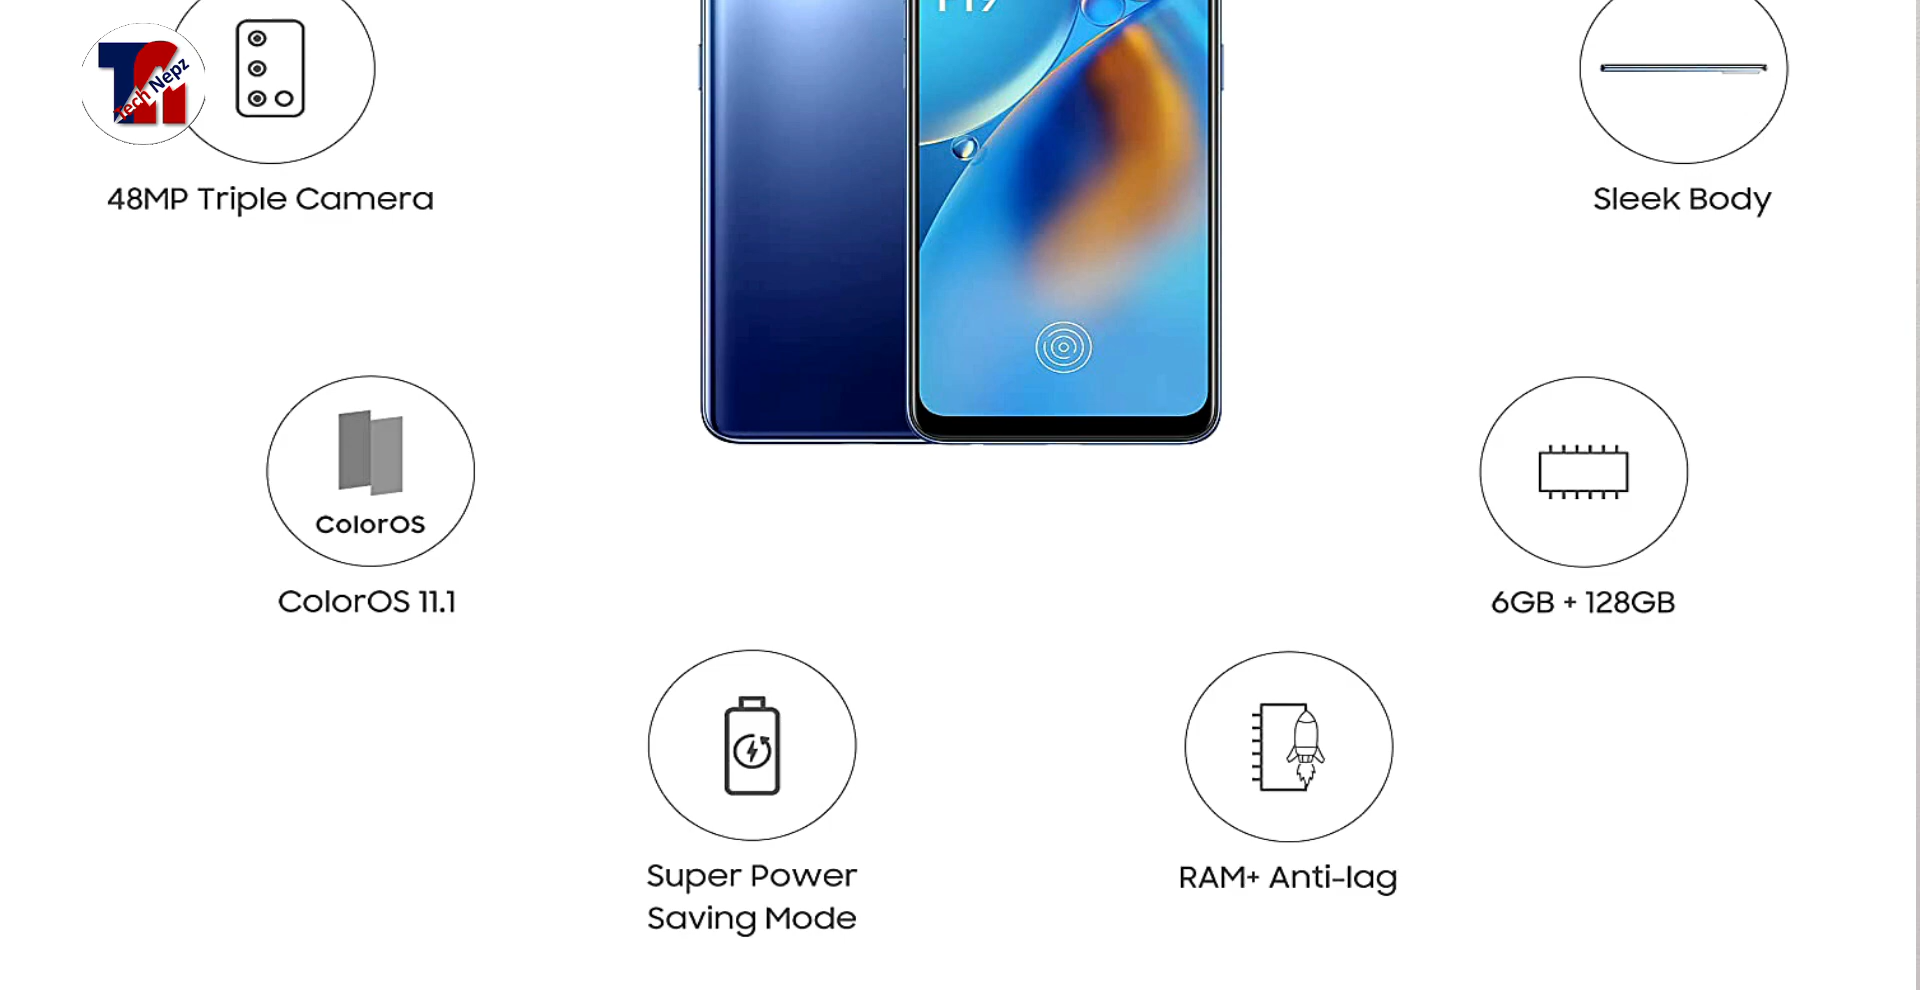 Tech Nepz
48MP Triple Camera
Sleek Body
ColorOS
ColorOS 11.1
6GB + 128GB
Super Power
Saving Mode
RAM+ Anti-lag